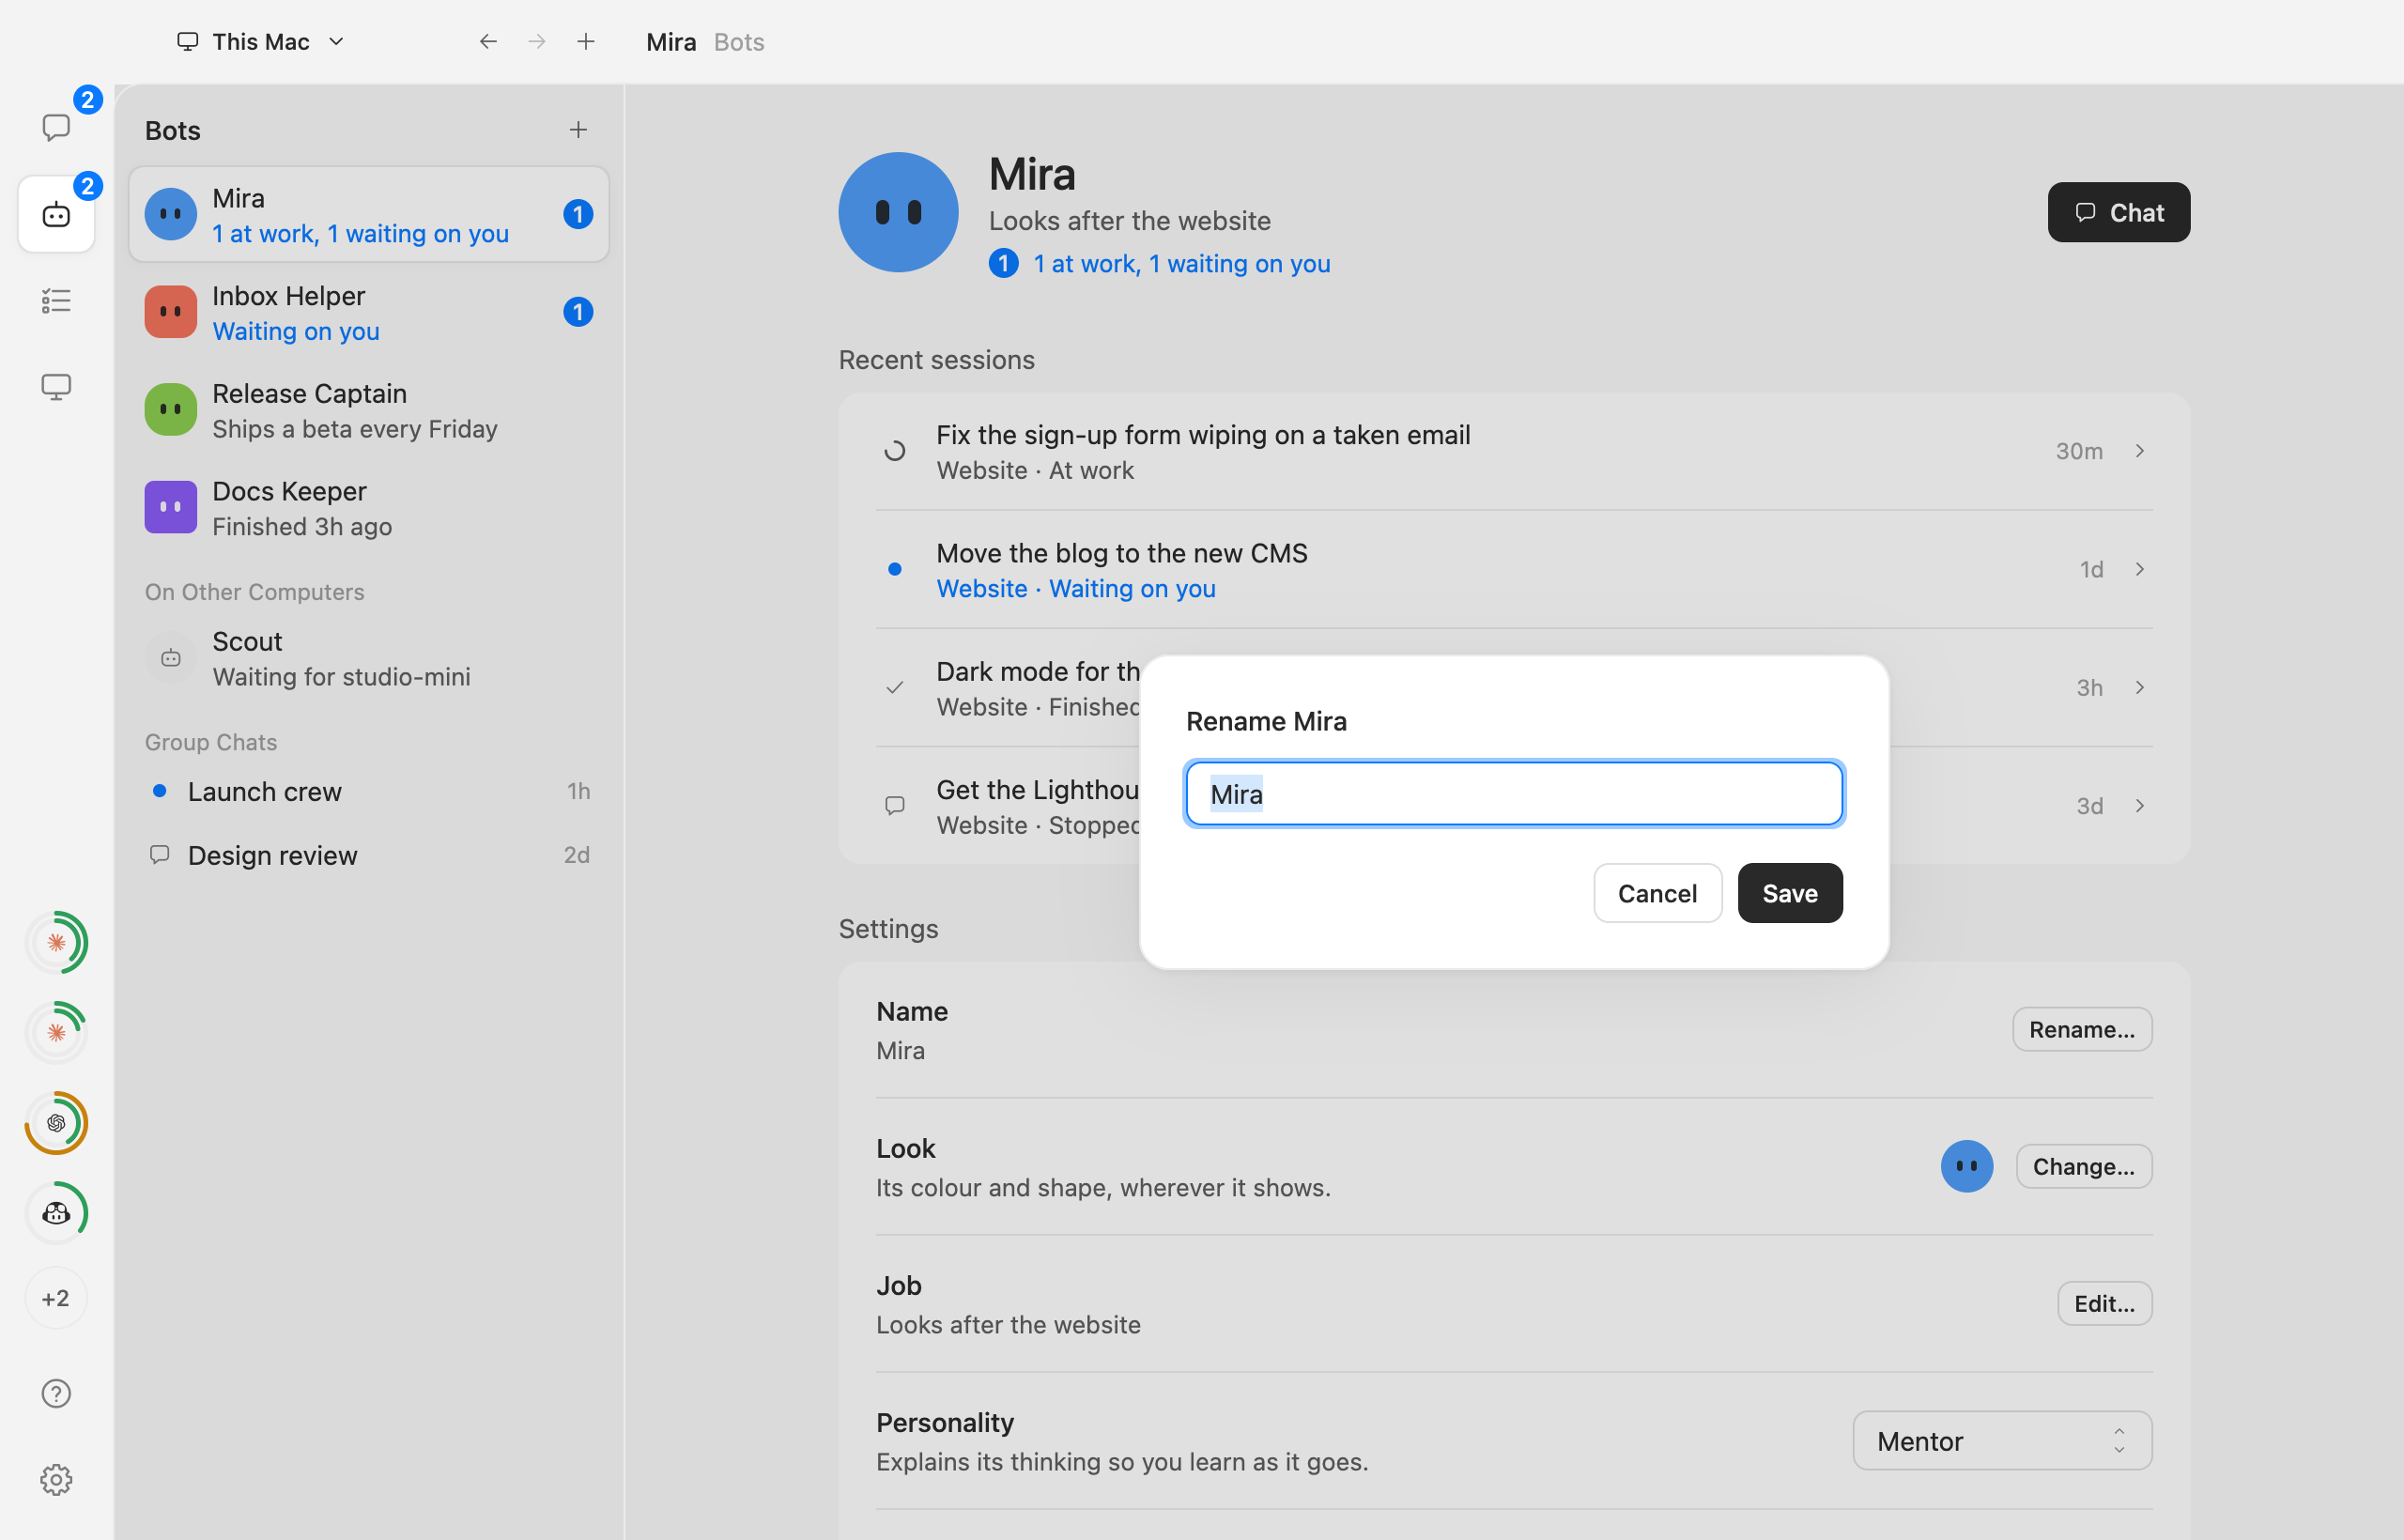 This Mac
Mira Bots
2
2
Bots
Mira
1 at work, 1 waiting on you
1
Inbox Helper
Waiting on you
1
Release Captain
Ships a beta every Friday
Docs Keeper
Finished 3h ago
On Other Computers
Scout
Waiting for studio-mini
Group Chats
Launch crew
1h
Design review
2d
+2
Mira
Looks after the website
1 1 at work, 1 waiting on you
Chat
Recent sessions
Fix the sign-up form wiping on a taken email
Website · At work
30m
Move the blog to the new CMS
Website · Waiting on you
1d
Dark mode for th
Website · Finished
3h
Get the Lighthou
Website · Stopped
3d
Rename Mira
Mira
Cancel
Save
Settings
Name
Mira
Rename...
Look
Its colour and shape, wherever it shows.
Change...
Job
Looks after the website
Edit...
Personality
Explains its thinking so you learn as it goes.
Mentor